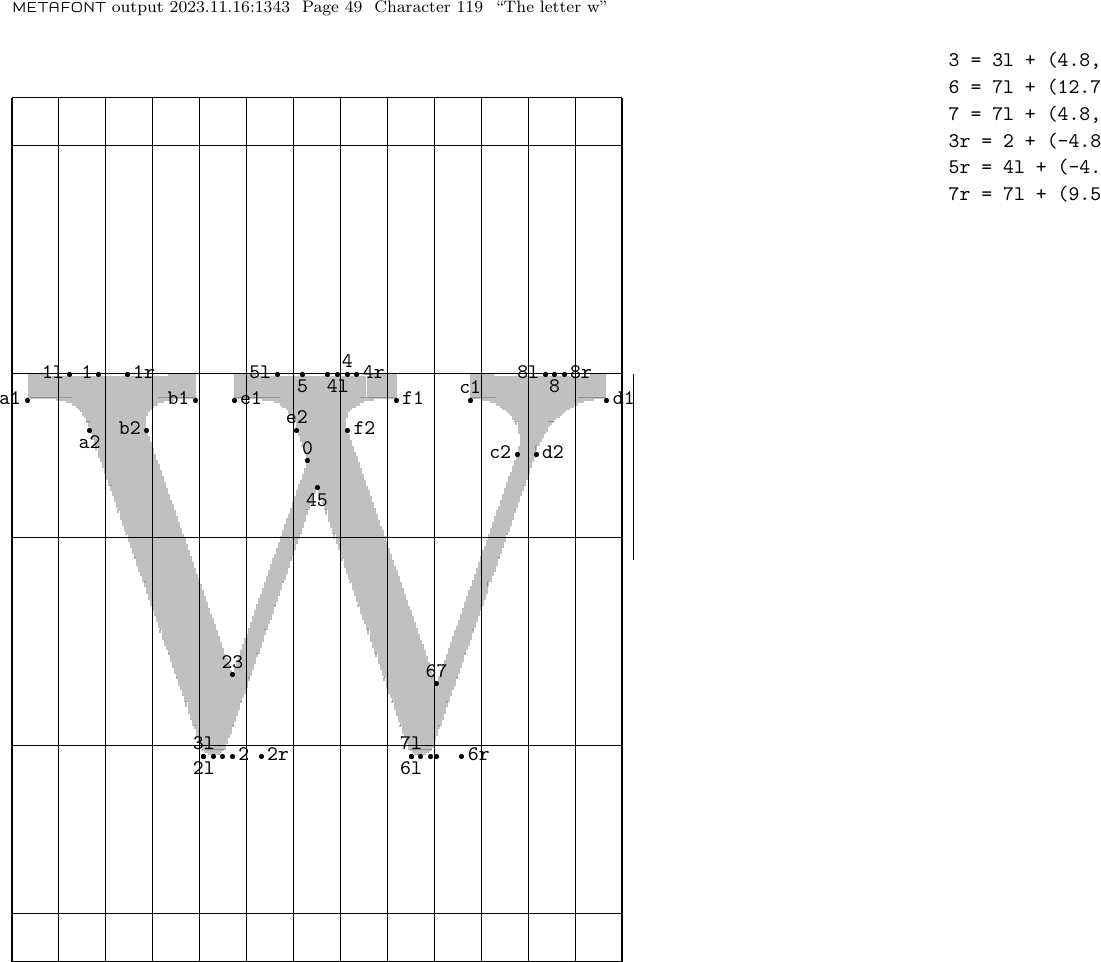 METAFONT output 2023.11.16:1343 Page 49 Character 119 “The letter w”
3 = 3l + (4.8,
6 = 7l + (12.7
7 = 7l + (4.8,
3r = 2 + (-4.8
5r = 4l + (-4.
7r = 7l + (9.5
4
1l 1 1r 5l 4r 8l 8r
5 4l 8
c1
a1 b1 e1 f1 d1
e2
b2 f2
a2
0
c2 d2
45
23
67
3l 7l
2 2r 6r
2l 6l